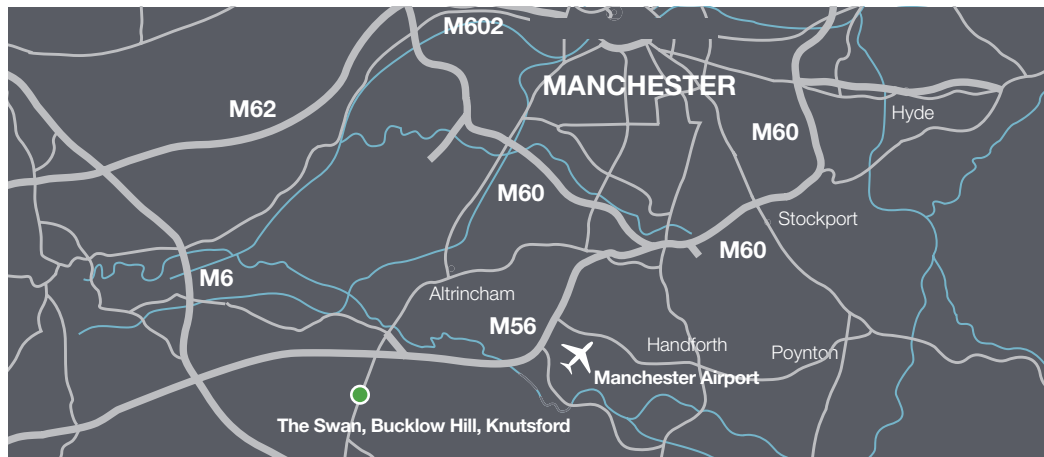 M602
MANCHESTER
M62
Hyde
M60
M60
Stockport
M60
M6
Altrincham
M56
Handforth
Poynton
Manchester Airport
The Swan, Bucklow Hill, Knutsford